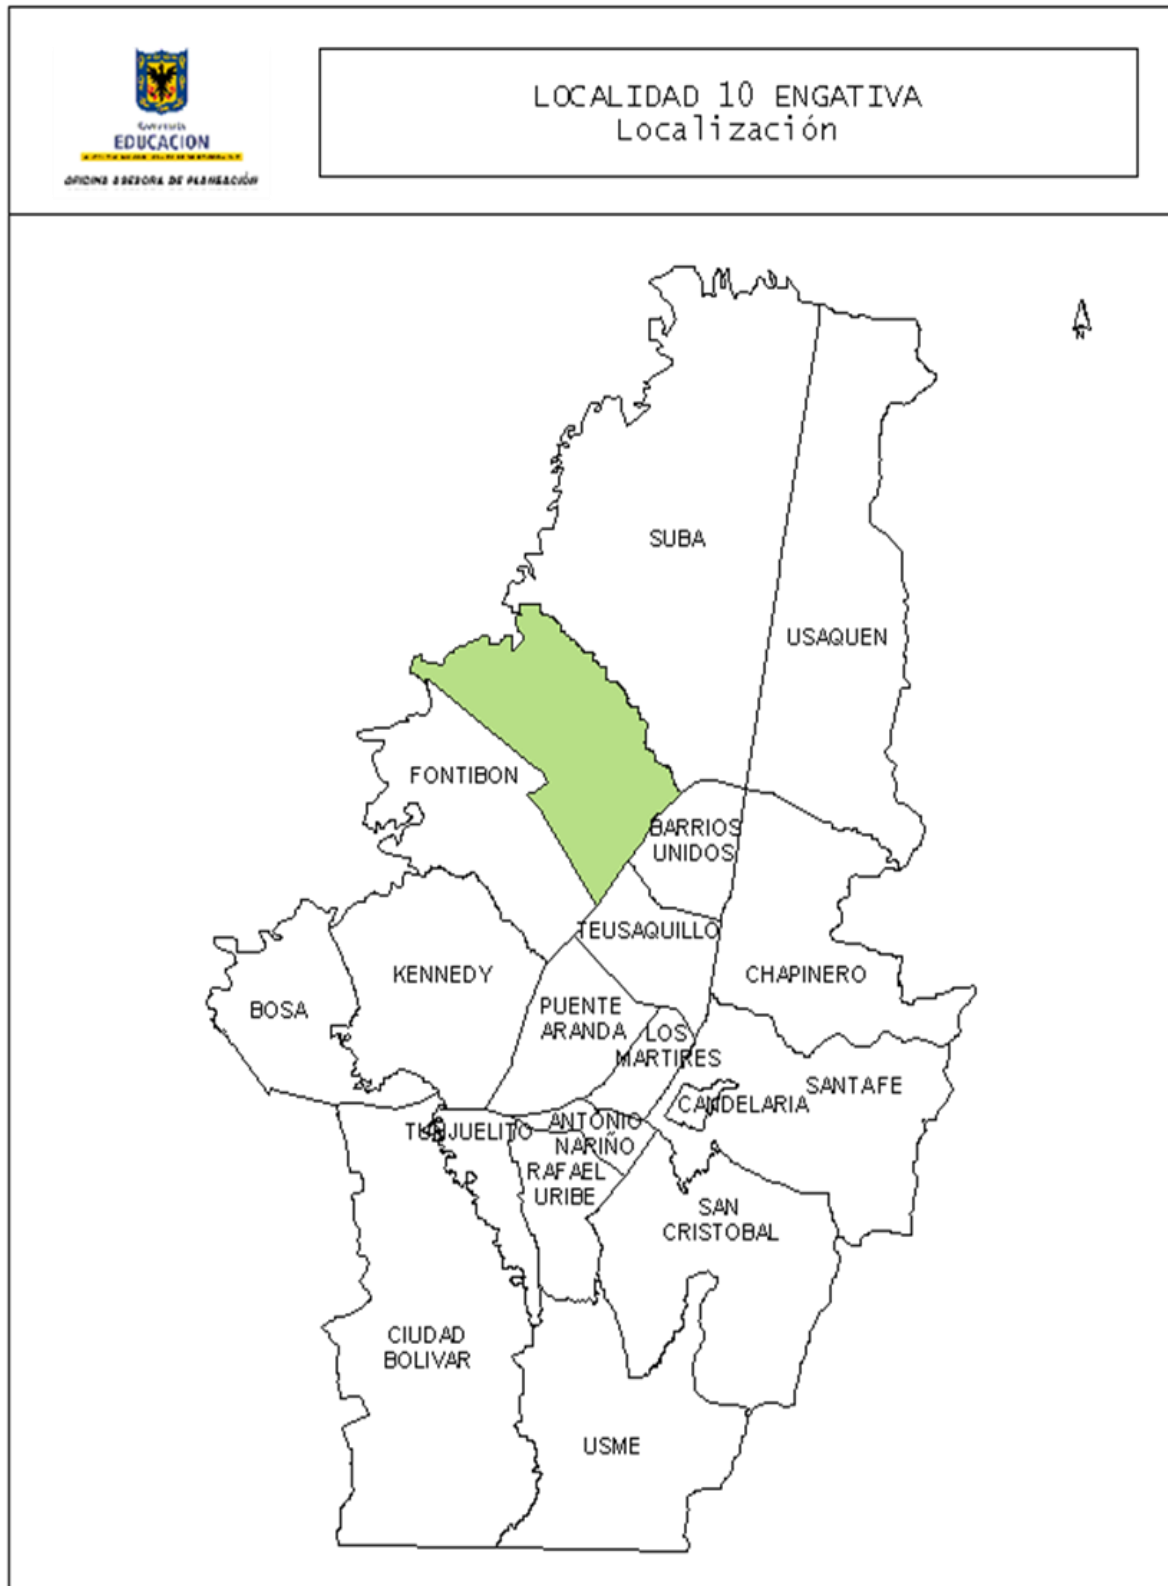 EDUCACION
OFICINA ASESORA DE PLANEACIÓN
LOCALIDAD 10 ENGATIVA
Localización
N
SUBA
USAQUEN
FONTIBON
BARRIOS
UNIDOS
TEUSAQUILLO
KENNEDY
CHAPINERO
BOSA
PUENTE
ARANDA
LOS
MARTIRES
SANTAFE
CANDELARIA
TUNJUELITO
ANTONIO
NARIÑO
RAFAEL
URIBE
SAN
CRISTOBAL
CIUDAD
BOLIVAR
USME